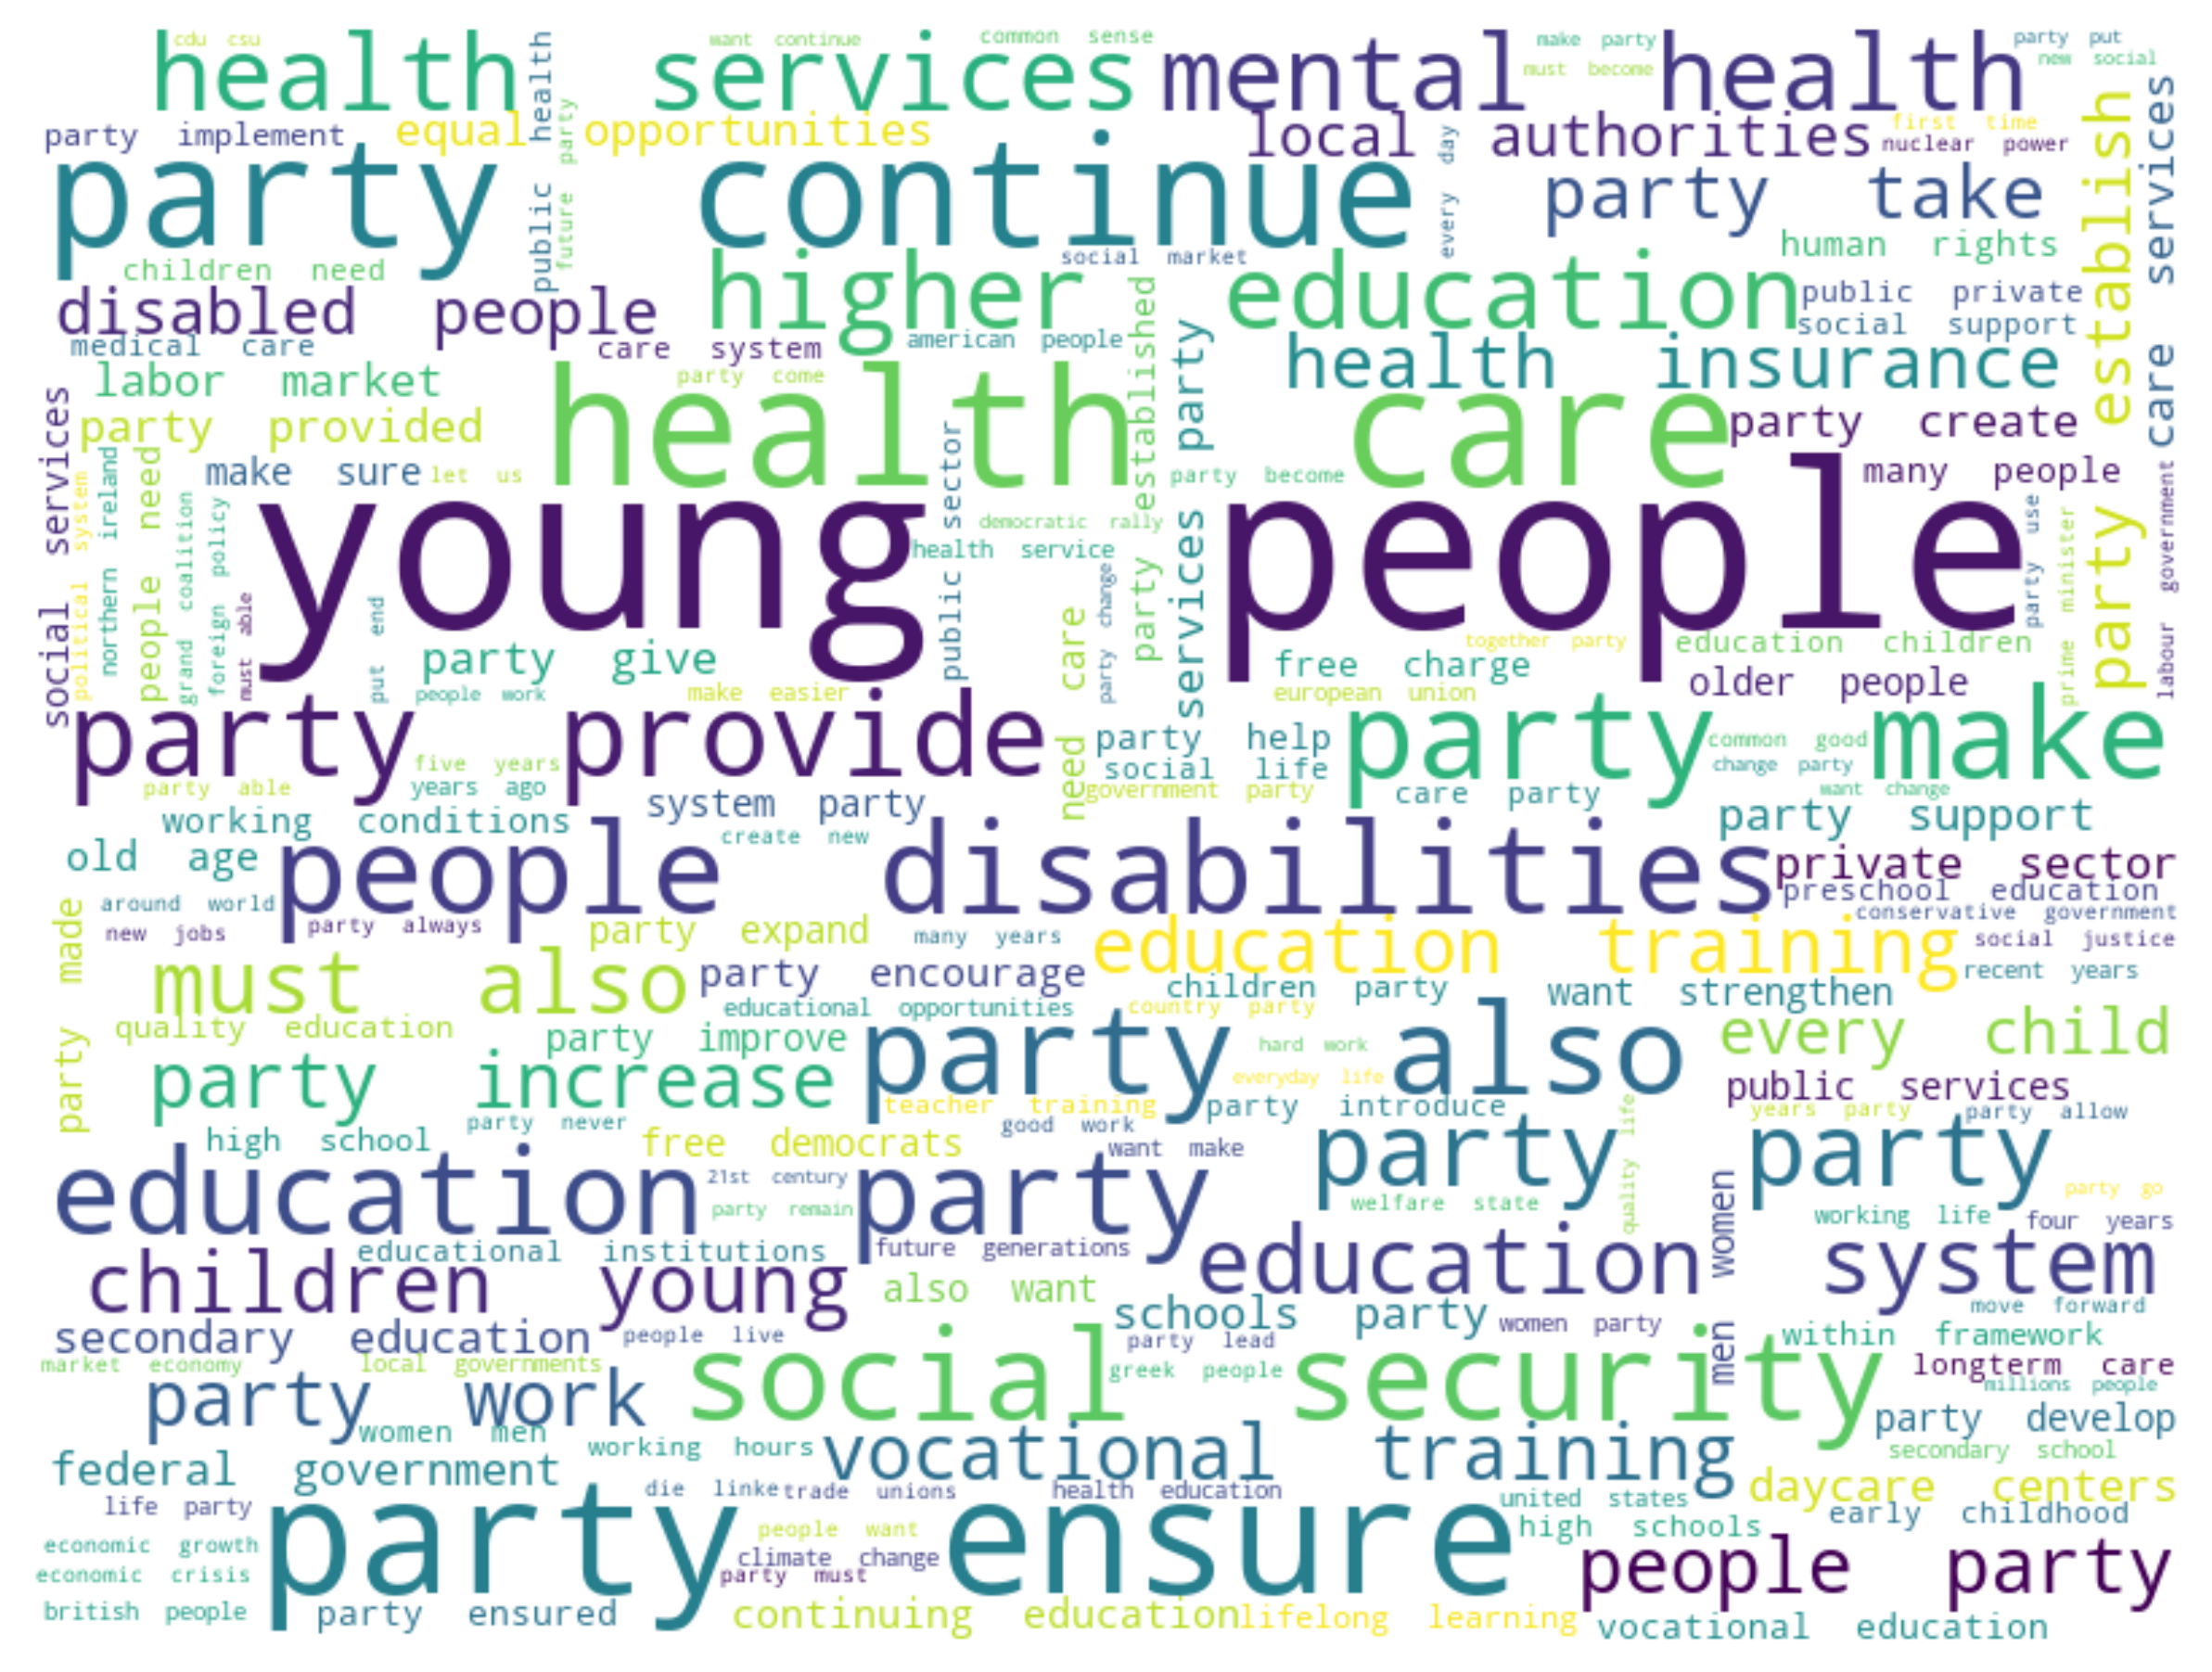 cdu csu
want continue
common sense
health services
mental health
make party
must become
party put
new social
public health
future party
party implement
equal opportunities
local authorities
first time
nuclear power
every day
party establish
care services
party continue
party take
human rights
social market
children need
higher education
disabled people
public private
social support
medical care
care system
american people
party established
services party
health insurance
labor market
party come
health care
party provided
party create
social services
make sure
let us
public sector
party become
many people
political system
northern ireland
people need
grand coalition
foreign policy
must able
young people
democratic rally
health service
party change
party use
prime minister
labour government
put end
need care
together party
education children
party give
free charge
older people
people work
make easier
european union
party provide
party make
party help
common good
five years
social life
change party
party able
years ago
government party
care party
want change
system party
working conditions
party support
create new
old age
people disabilities
private sector
preschool education
around world
party made
conservative government
new jobs
party always
party expand
many years
education training
social justice
must also
party encourage
recent years
children party
want strengthen
educational opportunities
country party
quality education
party improve
party also
every child
hard work
party increase
everyday life
public services
teacher training
party introduce
years party
party allow
party never
good work
quality life
high school
free democrats
want make
party party
education party
21st century
men women
party go
welfare state
party remain
working life
four years
educational institutions
future generations
education system
children young
also want
schools party
move forward
secondary education
people live
party lead
women party
within framework
market economy
local governments
greek people
social security
longterm care
millions people
party work
party develop
women men
working hours
vocational training
secondary school
federal government
die linke
trade unions
health education
daycare centers
life party
united states
early childhood
party ensure
people want
high schools
economic growth
climate change
people party
economic crisis
party must
british people
party ensured
continuing education
lifelong learning
vocational education